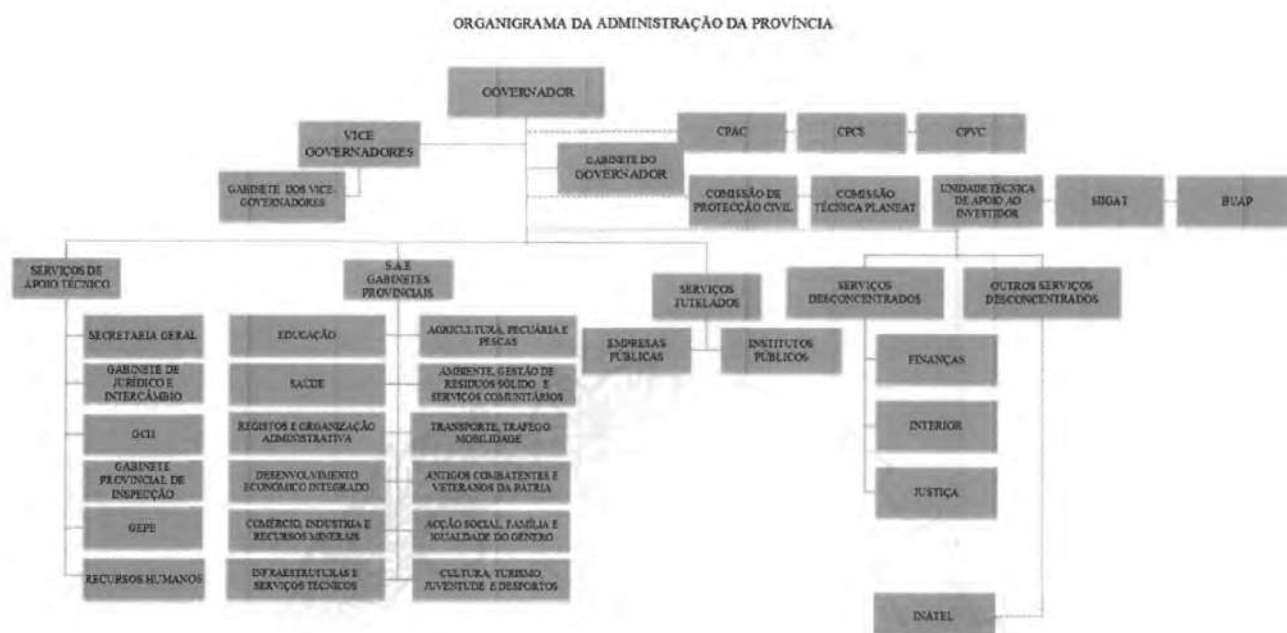 ORGANIGRAMA DA ADMINISTRAÇÃO DA PROVÍNCIA
GOVERNADOR
VICE
GOVERNADORES
GABINETE DOS VICE-
GOVERNADORES
CPAC
CPCS
CPVC
GABINETE DO
GOVERNADOR
COMISSÃO DE
PROTECÇÃO CIVIL
COMISSÃO
TÉCNICA PLANEAT
UNIDADE TÉCNICA
DE APOIO AO
INVESTIDOR
SIIGAT
BUAP
SERVIÇOS DE
APOIO TÉCNICO
SECRETARIA GERAL
GABINETE DE
JURÍDICO E
INTERCÂMBIO
GCII
GABINETE
PROVINCIAL DE
INSPECÇÃO
GEPE
RECURSOS HUMANOS
S.A.E
GABINETES
PROVINCIAIS
EDUCAÇÃO
SAÚDE
REGISTOS E ORGANIZAÇÃO
ADMINISTRATIVA
DESENVOLVIMENTO
ECONÓMICO INTEGRADO
COMÉRCIO, INDUSTRIA E
RECURSOS MINERAIS
INFRAESTRUTURAS E
SERVIÇOS TÉCNICOS
AGRICULTURA, PECUÁRIA E
PESCAS
AMBIENTE, GESTÃO DE
RESIDUOS SÓLIDO E
SERVIÇOS COMUNITÁRIOS
TRANSPORTE, TRAFEGO
MOBILIDADE
ANTIGOS COMBATENTES E
VETERANOS DA PATRIA
ACÇÃO SOCIAL, FAMÍLIA E
IGUALDADE DO GÉNERO
CULTURA, TURISMO,
JUVENTUDE E DESPORTOS
SERVIÇOS
TUTELADOS
EMPRESAS
PÚBLICAS
INSTITUTOS
PÚBLICOS
SERVIÇOS
DESCONCENTRADOS
FINANÇAS
INTERIOR
JUSTIÇA
OUTROS SERVIÇOS
DESCONCENTRADOS
INATEL